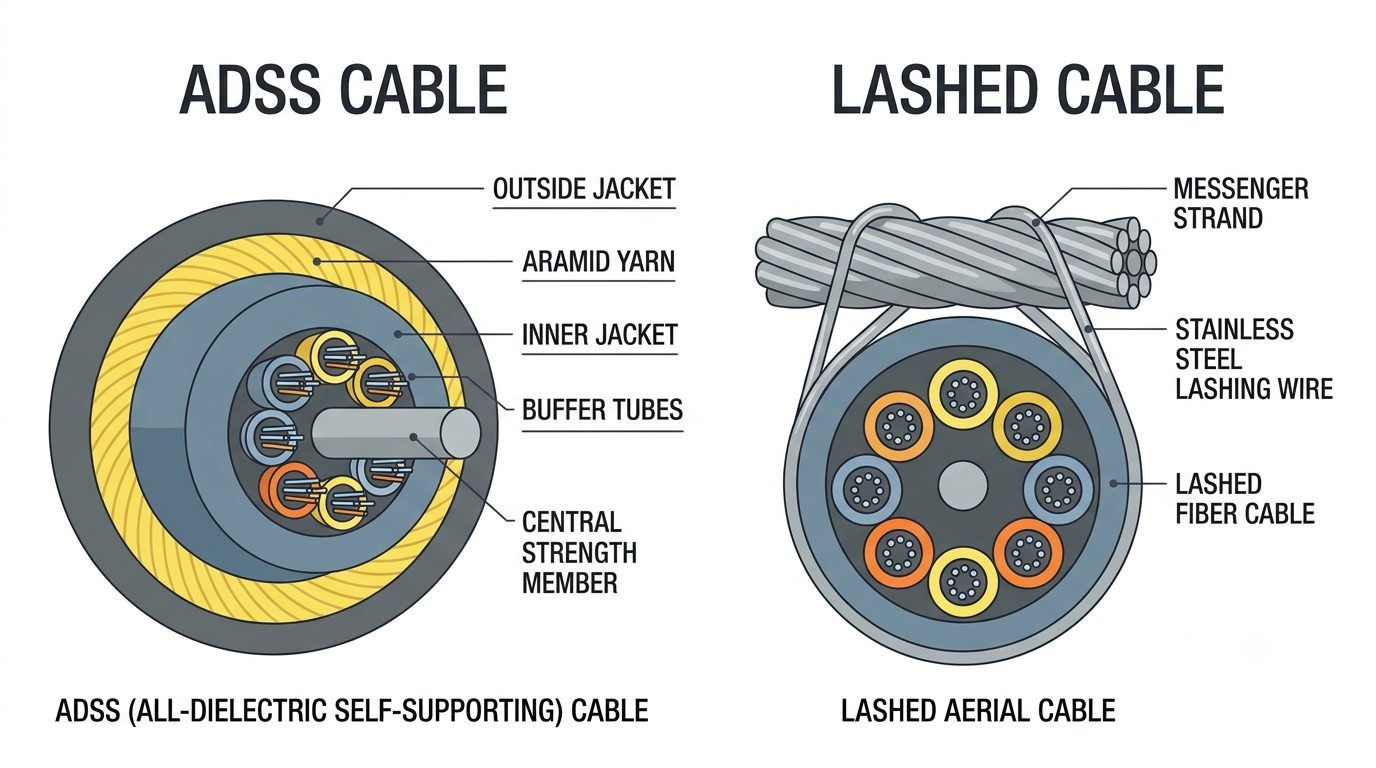 ADSS CABLE
OUTSIDE JACKET
ARAMID YARN
INNER JACKET
BUFFER TUBES
CENTRAL
STRENGTH
MEMBER
ADSS (ALL-DIELECTRIC SELF-SUPPORTING) CABLE
LASHED CABLE
MESSENGER
STRAND
STAINLESS
STEEL
LASHING WIRE
LASHED
FIBER CABLE
LASHED AERIAL CABLE